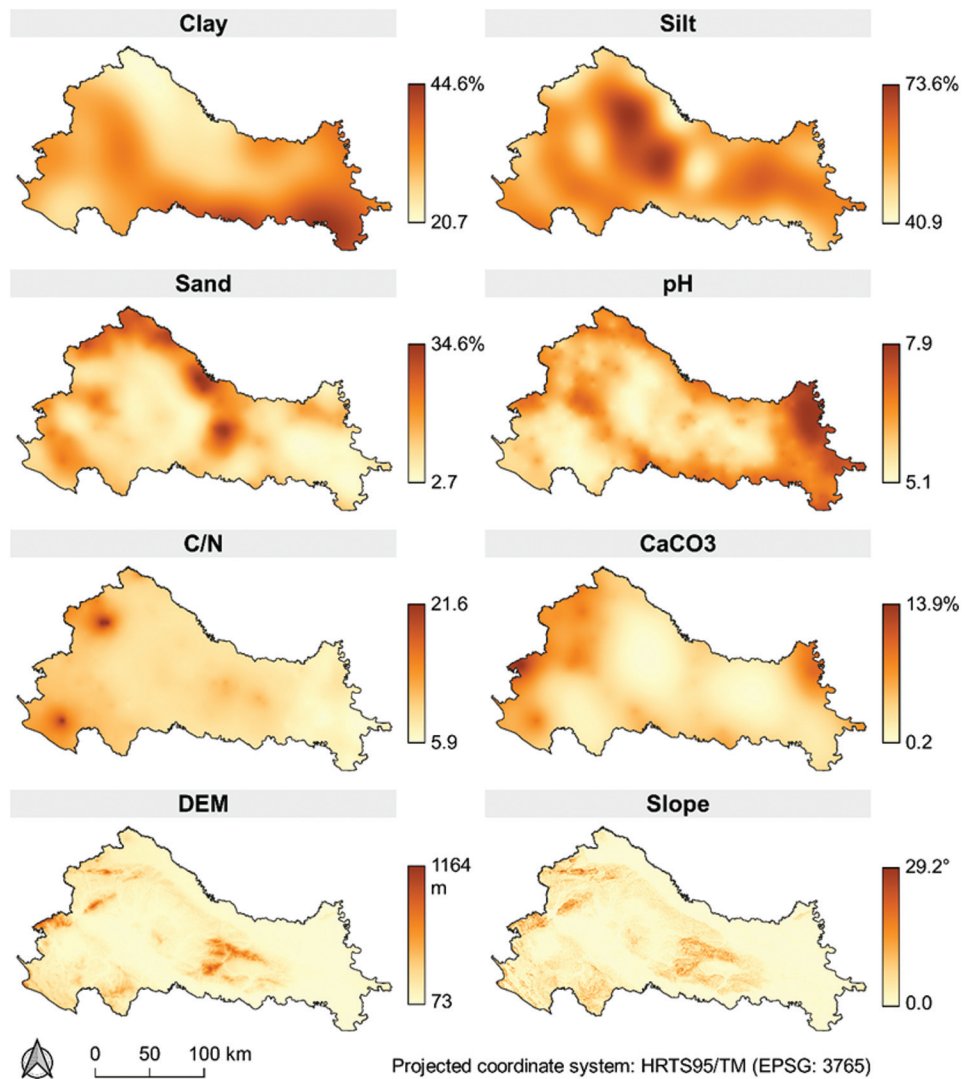 Clay
Silt
44.6%
20.7
73.6%
40.9
Sand
pH
34.6%
2.7
7.9
5.1
C/N
CaCO3
21.6
5.9
13.9%
0.2
DEM
Slope
1164
m
73
29.2°
0.0
0 50 100 km
Projected coordinate system: HRTS95/TM (EPSG: 3765)